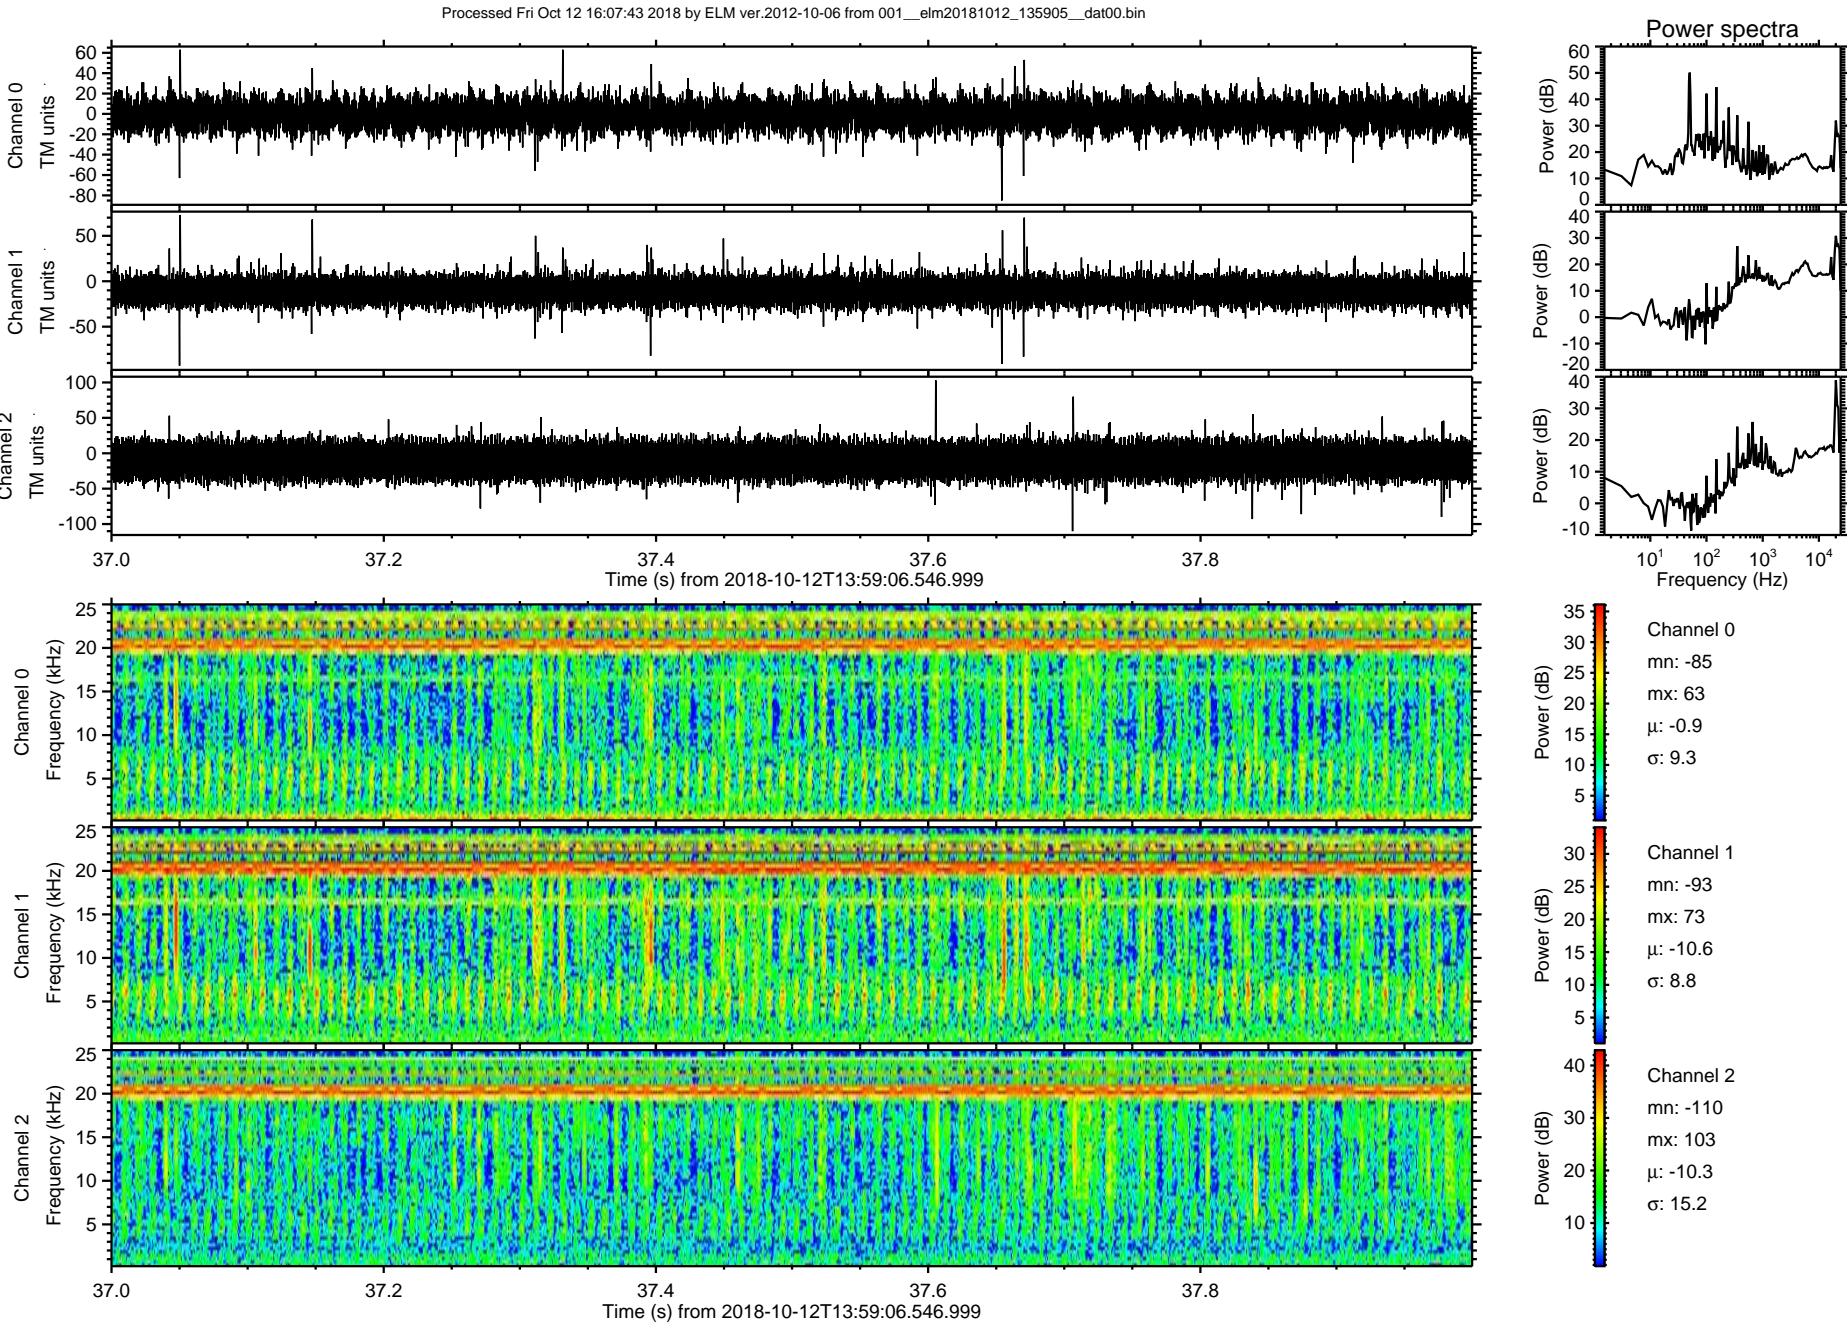 Processed Fri Oct 12 16:07:43 2018 by ELM ver.2012-10-06 from 001__elm20181012_135905__dat00.bin
Power spectra
Channel 0
TM units
60
40
20
0
-20
-40
-60
-80
Power (dB)
60
50
40
30
20
10
0
Channel 1
TM units
50
0
-50
Power (dB)
40
30
20
10
0
-10
-20
Channel 2
TM units
100
50
0
-50
-100
Power (dB)
40
30
20
10
0
-10
37.0 37.2 37.4 37.6 37.8
Time (s) from 2018-10-12T13:59:06.546.999
10^1 10^2 10^3 10^4
Frequency (Hz)
Channel 0
Frequency (kHz)
25
20
15
10
5
Power (dB)
35
30
25
20
15
10
5
Channel 0
mn: -85
mx: 63
μ: -0.9
σ: 9.3
Channel 1
Frequency (kHz)
25
20
15
10
5
Power (dB)
30
25
20
15
10
5
Channel 1
mn: -93
mx: 73
μ: -10.6
σ: 8.8
Channel 2
Frequency (kHz)
25
20
15
10
5
Power (dB)
40
30
20
10
Channel 2
mn: -110
mx: 103
μ: -10.3
σ: 15.2
37.0 37.2 37.4 37.6 37.8
Time (s) from 2018-10-12T13:59:06.546.999